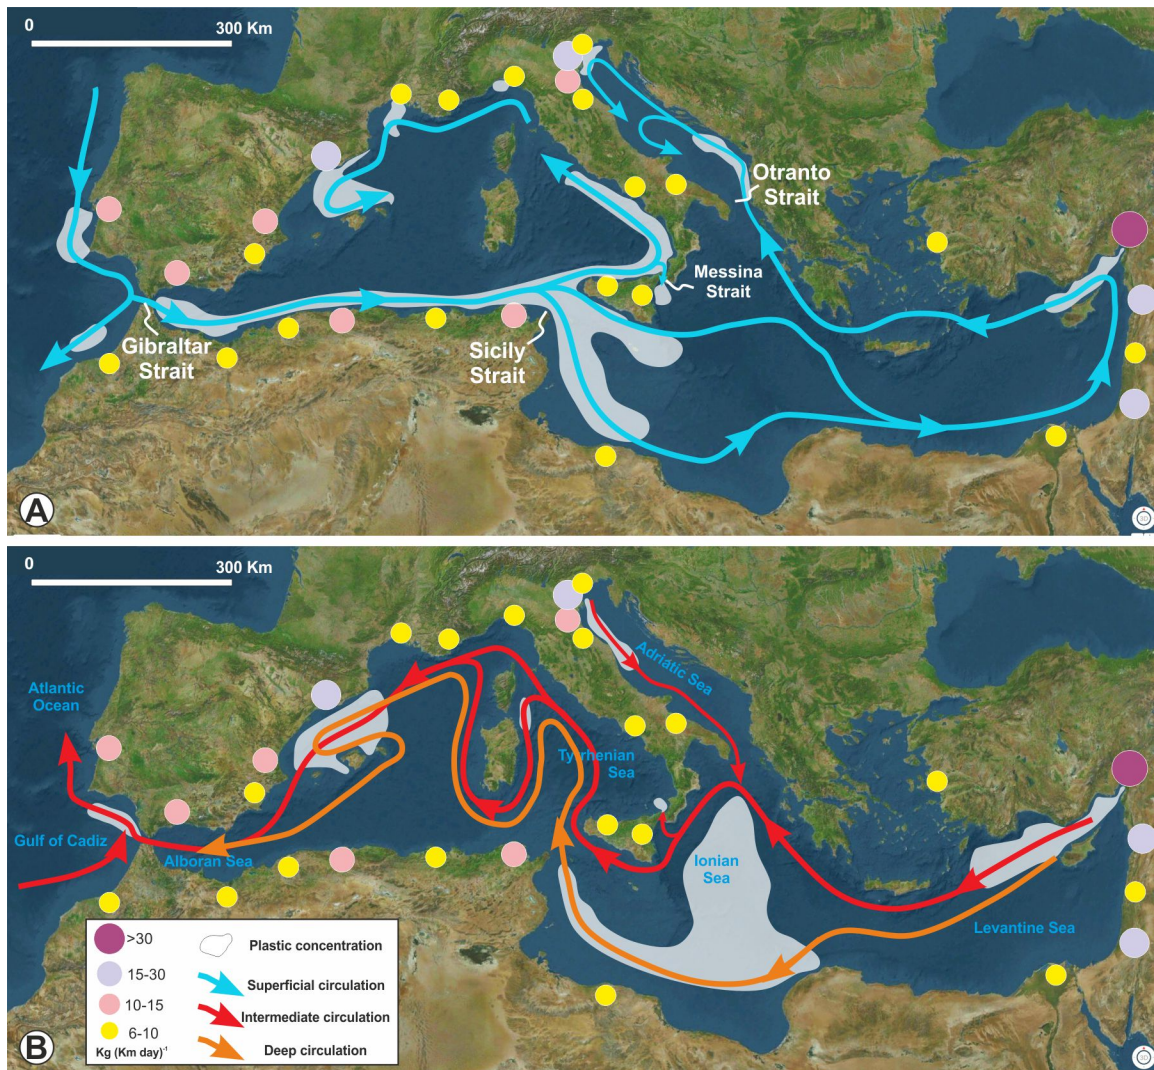 0
300 Km
Otranto
Strait
Messina
Strait
Gibraltar
Strait
Sicily
Strait
A
3D
0
300 Km
Adriatic Sea
Atlantic
Ocean
Tyrrhenian
Sea
Gulf of Cadiz
Alboran Sea
Ionian
Sea
Levantine Sea
>30
Plastic concentration
15-30
Superficial circulation
10-15
Intermediate circulation
6-10
Deep circulation
Kg (Km day)⁻¹
B
3D